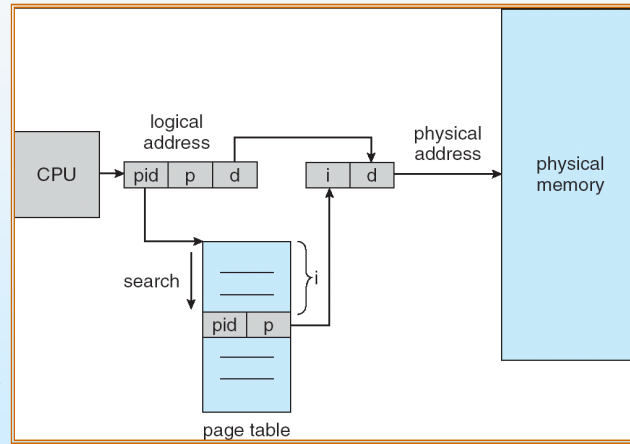 logical
address
physical
address
CPU
pid p d
i d
physical
memory
search
i
pid p
page table